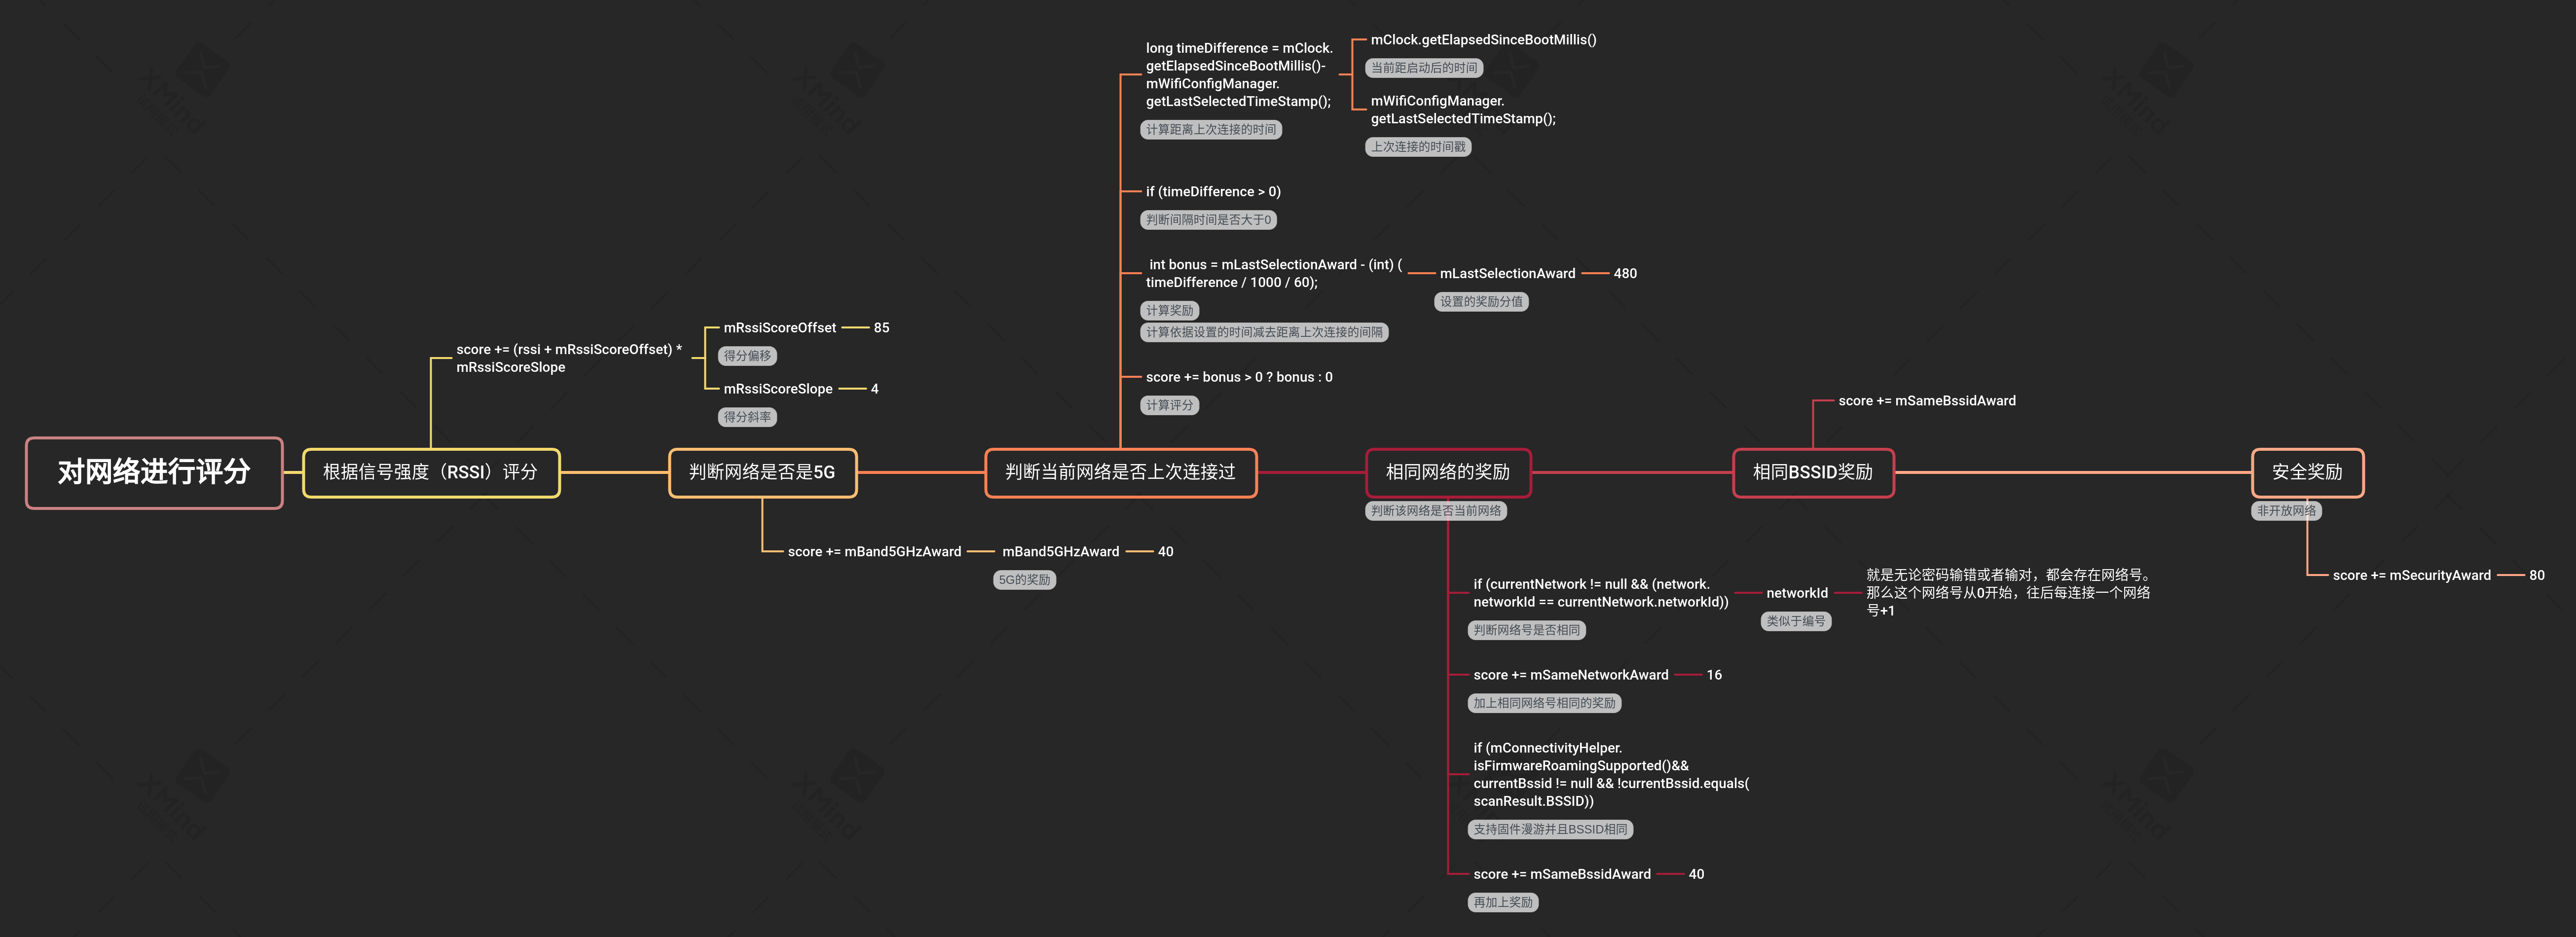 对网络进行评分
根据信号强度（RSSI）评分
score += (rssi + mRssiScoreOffset) *
mRssiScoreSlope
mRssiScoreOffset
85
得分偏移
mRssiScoreSlope
4
得分斜率
判断网络是否是5G
score += mBand5GHzAward
mBand5GHzAward
40
5G的奖励
判断当前网络是否上次连接过
long timeDifference = mClock.
getElapsedSinceBootMillis()-
mWifiConfigManager.
getLastSelectedTimeStamp();
计算距离上次连接的时间
mClock.getElapsedSinceBootMillis()
当前距启动后的时间
mWifiConfigManager.
getLastSelectedTimeStamp();
上次连接的时间戳
if (timeDifference > 0)
判断间隔时间是否大于0
int bonus = mLastSelectionAward - (int) (
timeDifference / 1000 / 60);
计算奖励
计算依据设置的时间减去距离上次连接的间隔
mLastSelectionAward
480
设置的奖励分值
score += bonus > 0 ? bonus : 0
计算评分
相同网络的奖励
判断该网络是否当前网络
if (currentNetwork != null && (network.
networkId == currentNetwork.networkId))
判断网络号是否相同
networkId
类似于编号
就是无论密码输错或者输对，都会存在网络号。
那么这个网络号从0开始，往后每连接一个网络
号+1
score += mSameNetworkAward
16
加上相同网络号相同的奖励
if (mConnectivityHelper.
isFirmwareRoamingSupported()&&
currentBssid != null && !currentBssid.equals(
scanResult.BSSID))
支持固件漫游并且BSSID相同
score += mSameBssidAward
40
再加上奖励
相同BSSID奖励
score += mSameBssidAward
安全奖励
非开放网络
score += mSecurityAward
80
XMind
XMind
XMind
XMind
XMind
XMind